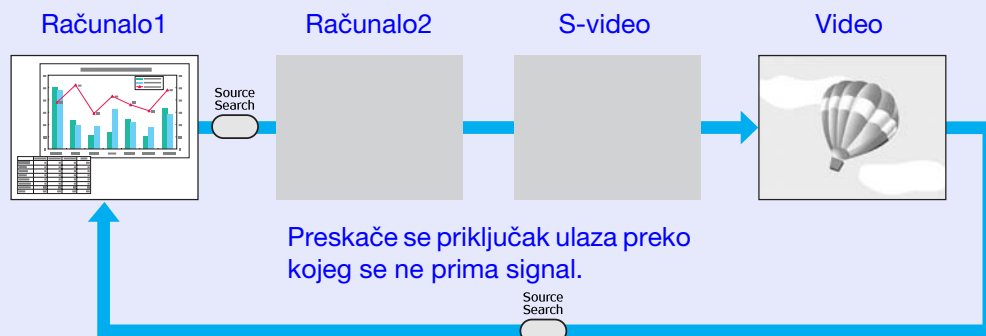 Računalo1
Računalo2
S-video
Video
Source
Search
Preskače se priključak ulaza preko
kojeg se ne prima signal.
Source
Search